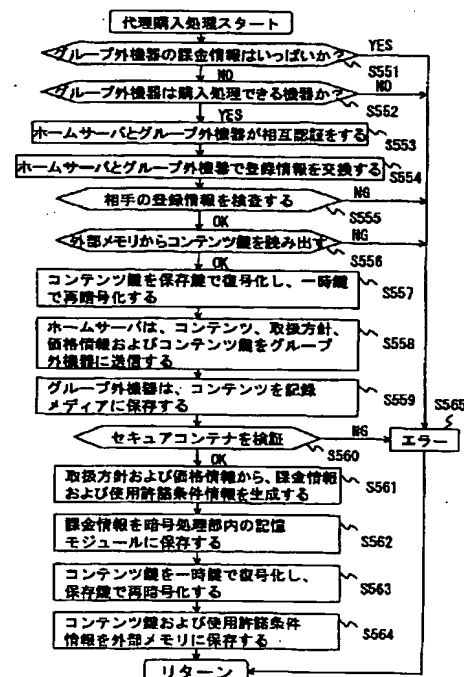 代理購入処理スタート
グループ外機器の課金情報はいっぱいか?
YES
S551
NO
グループ外機器は購入処理できる機器か?
NO
S552
YES
ホームサーバとグループ外機器が相互認証をする
S553
ホームサーバとグループ外機器で登録情報を交換する
S554
相手の登録情報を検査する
NG
S555
OK
外部メモリからコンテンツ鍵を読み出す
NG
S556
OK
コンテンツ鍵を保存鍵で復号化し、一時鍵
で再暗号化する
S557
ホームサーバは、コンテンツ、取扱方針、
価格情報およびコンテンツ鍵をグループ
外機器に送信する
S558
グループ外機器は、コンテンツを記録
メディアに保存する
S559
S565
セキュアコンテナを検証
NG
エラー
S560
OK
取扱方針および価格情報から、課金情報
および使用許諾条件情報を生成する
S561
課金情報を暗号処理部内の記憶
モジュールに保存する
S562
コンテンツ鍵を一時鍵で復号化し、
保存鍵で再暗号化する
S563
コンテンツ鍵および使用許諾条件
情報を外部メモリに保存する
S564
リターン